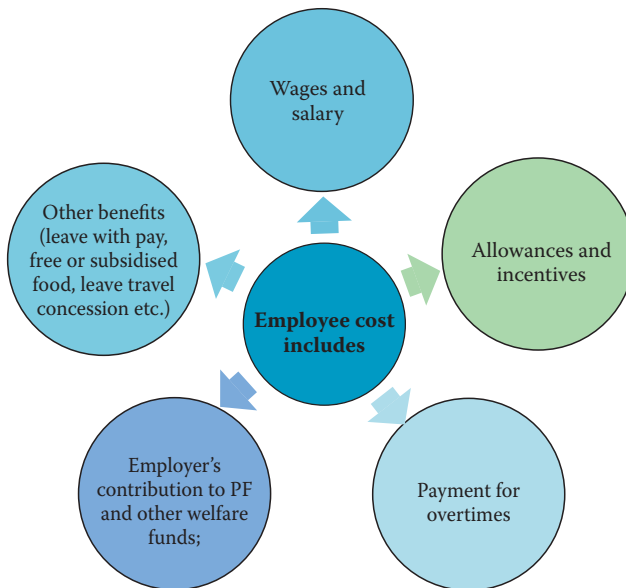 Wages and
salary
Other benefits
(leave with pay,
free or subsidised
food, leave travel
concession etc.)
Allowances and
incentives
Employee cost
includes
Employer's
contribution to PF
and other welfare
funds;
Payment for
overtimes